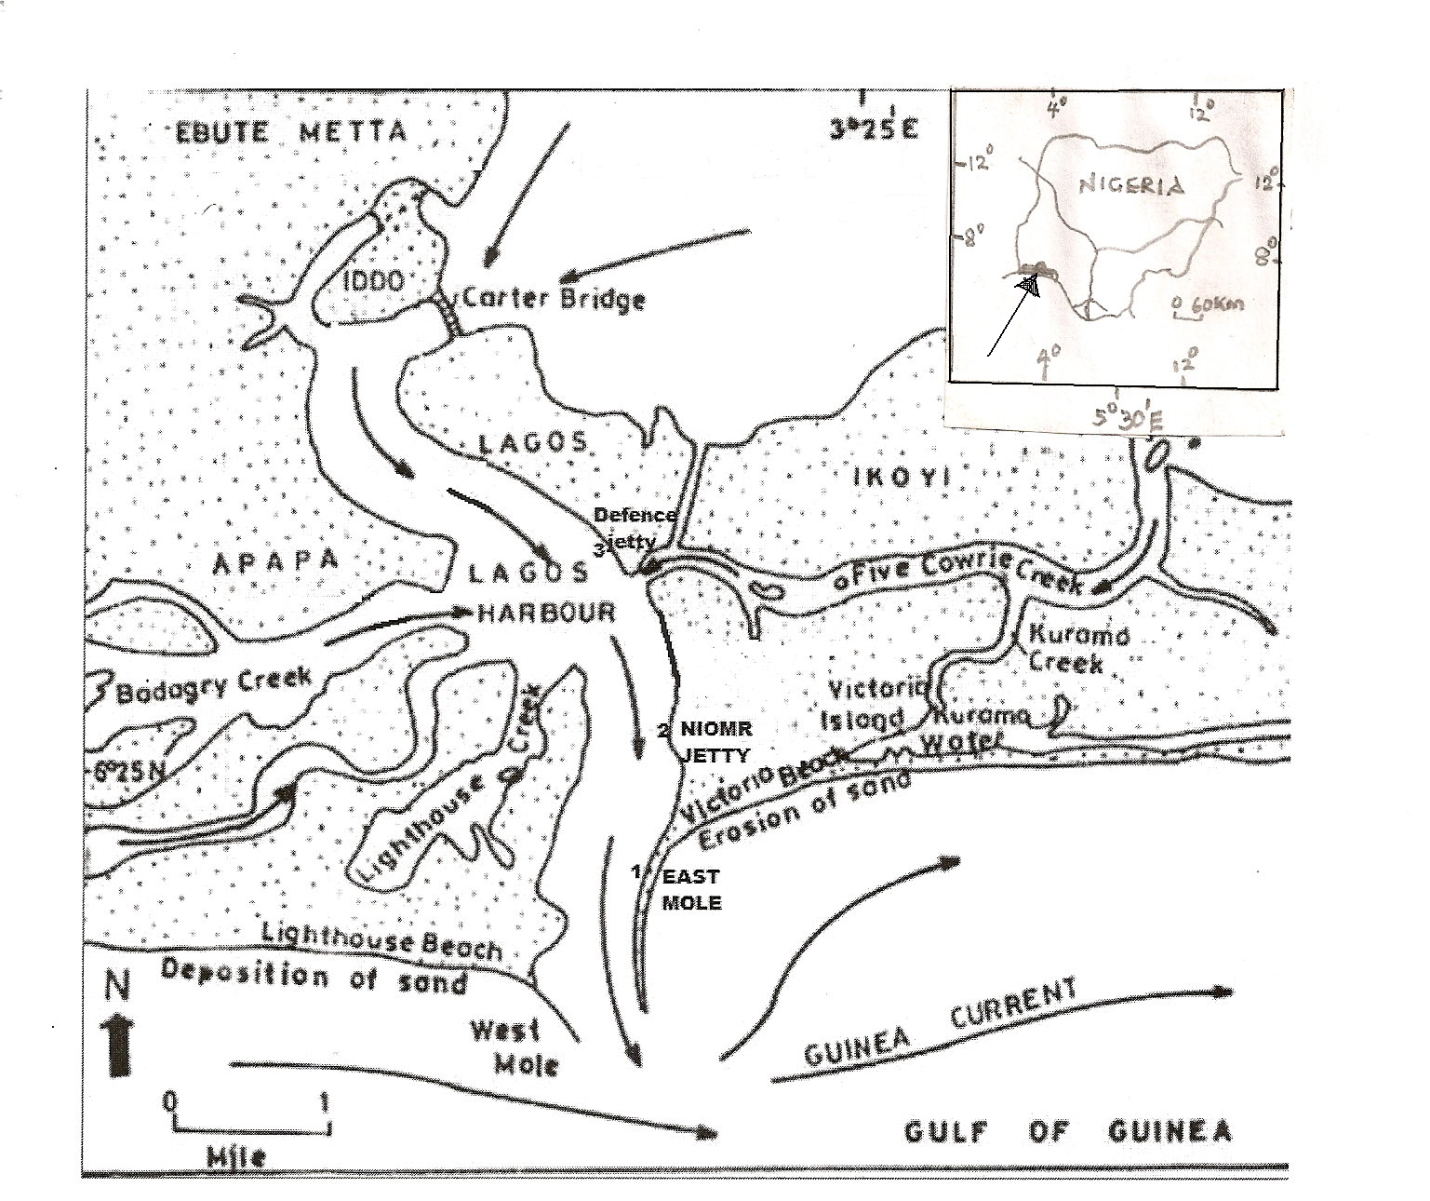 EBUTE METTA
3°25'E
4°
12°
12°
NIGERIA
12°
8°
8°
0 60Km
4°
12°
5°30'E
IDDO
Carter Bridge
LAGOS
IKOYI
Defence
3 jetty
APAPA
LAGOS
HARBOUR
Five Cowrie Creek
Kuramo
Creek
Badagry Creek
Victoria
Island
Kuramo
Water
2 NIOMR
JETTY
6°25'N
Lighthouse Creek
Victoria Beach
Erosion of sand
1 EAST
MOLE
Lighthouse Beach
Deposition of sand
N
West
Mole
GUINEA CURRENT
0 1
Mile
GULF OF GUINEA